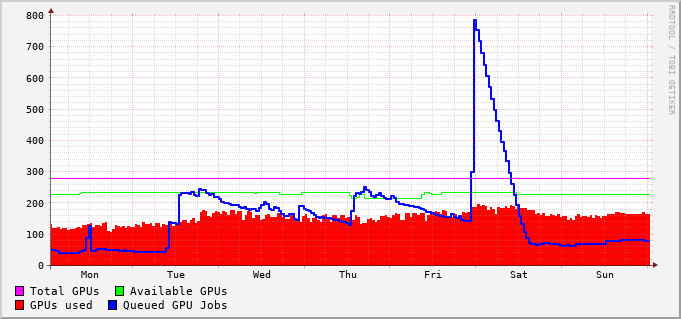 800
700
600
500
400
300
200
100
0
Mon Tue Wed Thu Fri Sat Sun
Total GPUs Available GPUs
GPUs used Queued GPU Jobs
RRDTOOL / TOBI OETIKER